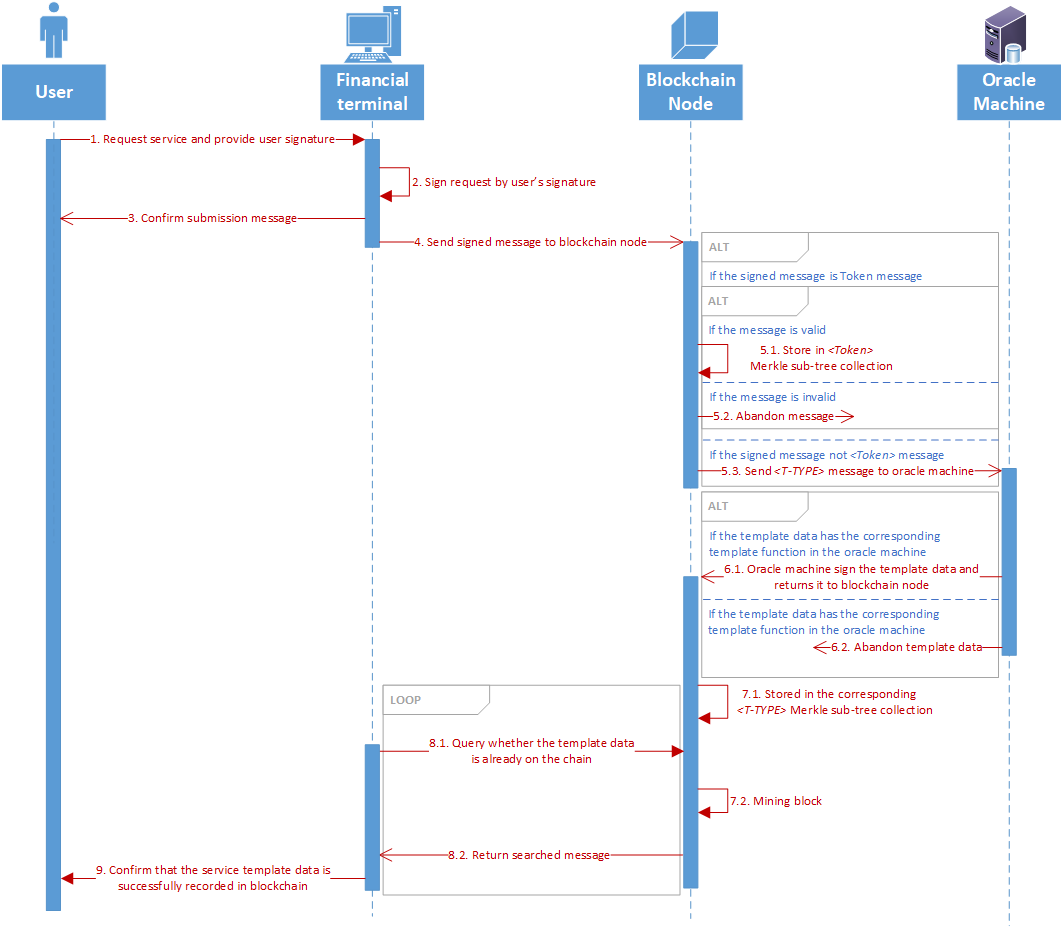 User
Financial
terminal
Blockchain
Node
Oracle
Machine
1. Request service and provide user signature
2. Sign request by user's signature
3. Confirm submission message
4. Send signed message to blockchain node
ALT
If the signed message is Token message
ALT
If the message is valid
5.1. Store in <Token>
Merkle sub-tree collection
If the message is invalid
5.2. Abandon message
If the signed message not <Token> message
5.3. Send <T-TYPE> message to oracle machine
ALT
If the template data has the corresponding
template function in the oracle machine
6.1. Oracle machine sign the template data and
returns it to blockchain node
If the template data has the corresponding
template function in the oracle machine
6.2. Abandon template data
LOOP
7.1. Stored in the corresponding
<T-TYPE> Merkle sub-tree collection
8.1. Query whether the template data
is already on the chain
7.2. Mining block
8.2. Return searched message
9. Confirm that the service template data is
successfully recorded in blockchain